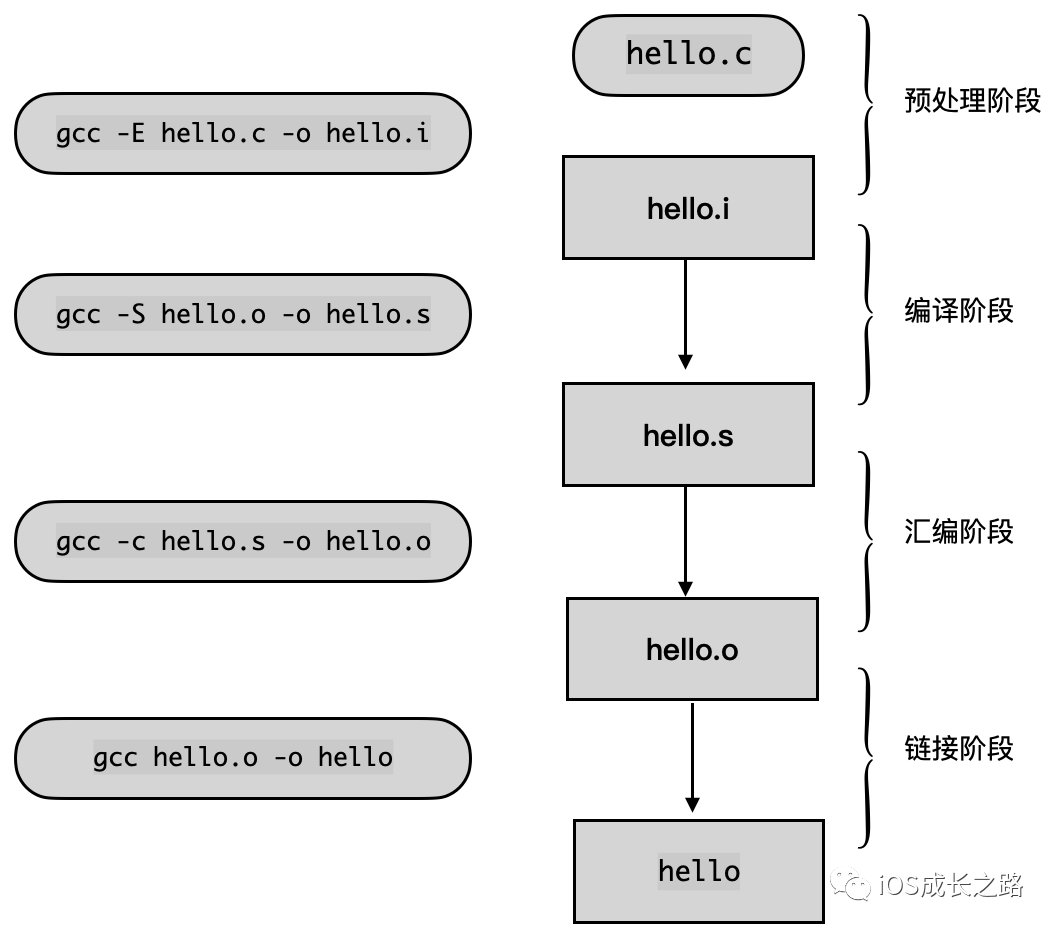 hello.c
预处理阶段
gcc -E hello.c -o hello.i
hello.i
编译阶段
gcc -S hello.o -o hello.s
hello.s
汇编阶段
gcc -c hello.s -o hello.o
hello.o
链接阶段
gcc hello.o -o hello
hello
iOS成长之路